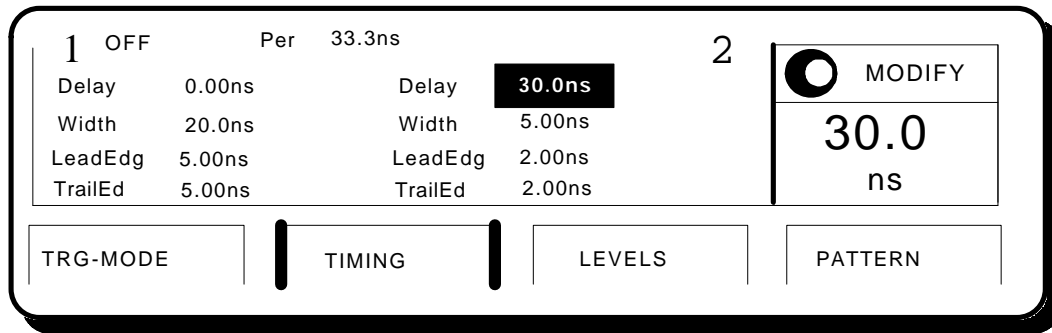 1 OFF Per 33.3ns 2
Delay 0.00ns Delay 30.0ns
Width 20.0ns Width 5.00ns
LeadEdg 5.00ns LeadEdg 2.00ns
TrailEd 5.00ns TrailEd 2.00ns
MODIFY
30.0
ns
TRG-MODE TIMING LEVELS PATTERN